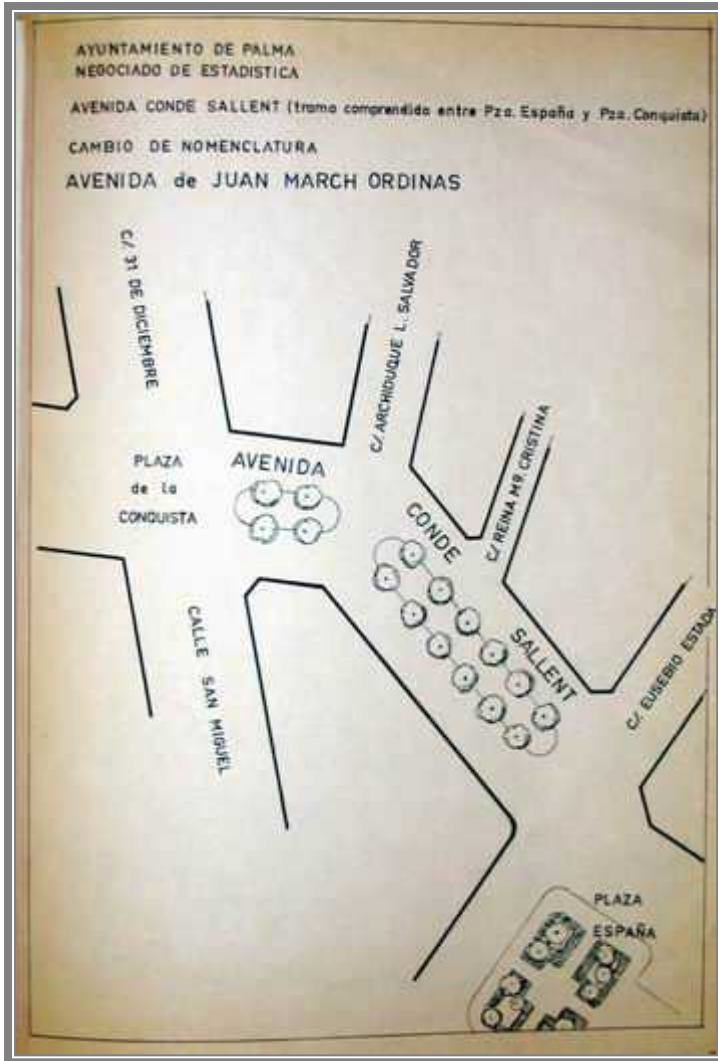 AYUNTAMIENTO DE PALMA
NEGOCIADO DE ESTADISTICA
AVENIDA CONDE SALLENT (tramo comprendido entre Pza. España y Pza. Conquista)
CAMBIO DE NOMENCLATURA
AVENIDA de JUAN MARCH ORDINAS
C/ 31 DE DICIEMBRE
C/ ARCHIDUQUE L. SALVADOR
C/ REINA Mª. CRISTINA
PLAZA
de la
CONQUISTA
AVENIDA
CONDE
SALLENT
CALLE SAN MIGUEL
C/. EUSEBIO ESTADA
PLAZA
ESPAÑA